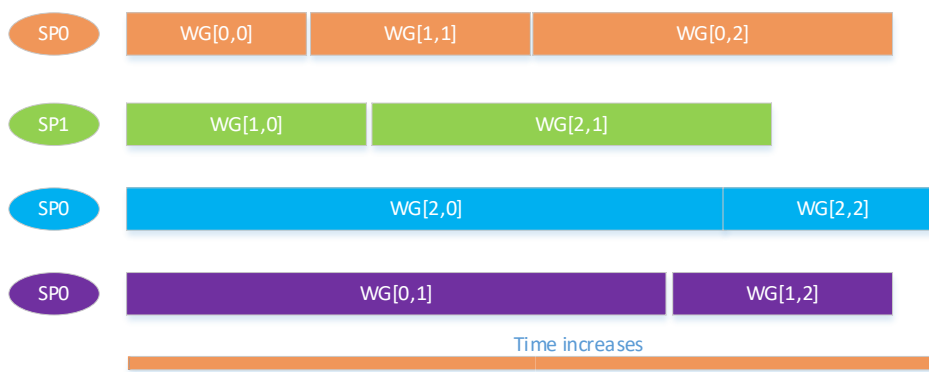 SP0 WG[0,0] WG[1,1] WG[0,2]
SP1 WG[1,0] WG[2,1]
SP0 WG[2,0] WG[2,2]
SP0 WG[0,1] WG[1,2]
Time increases